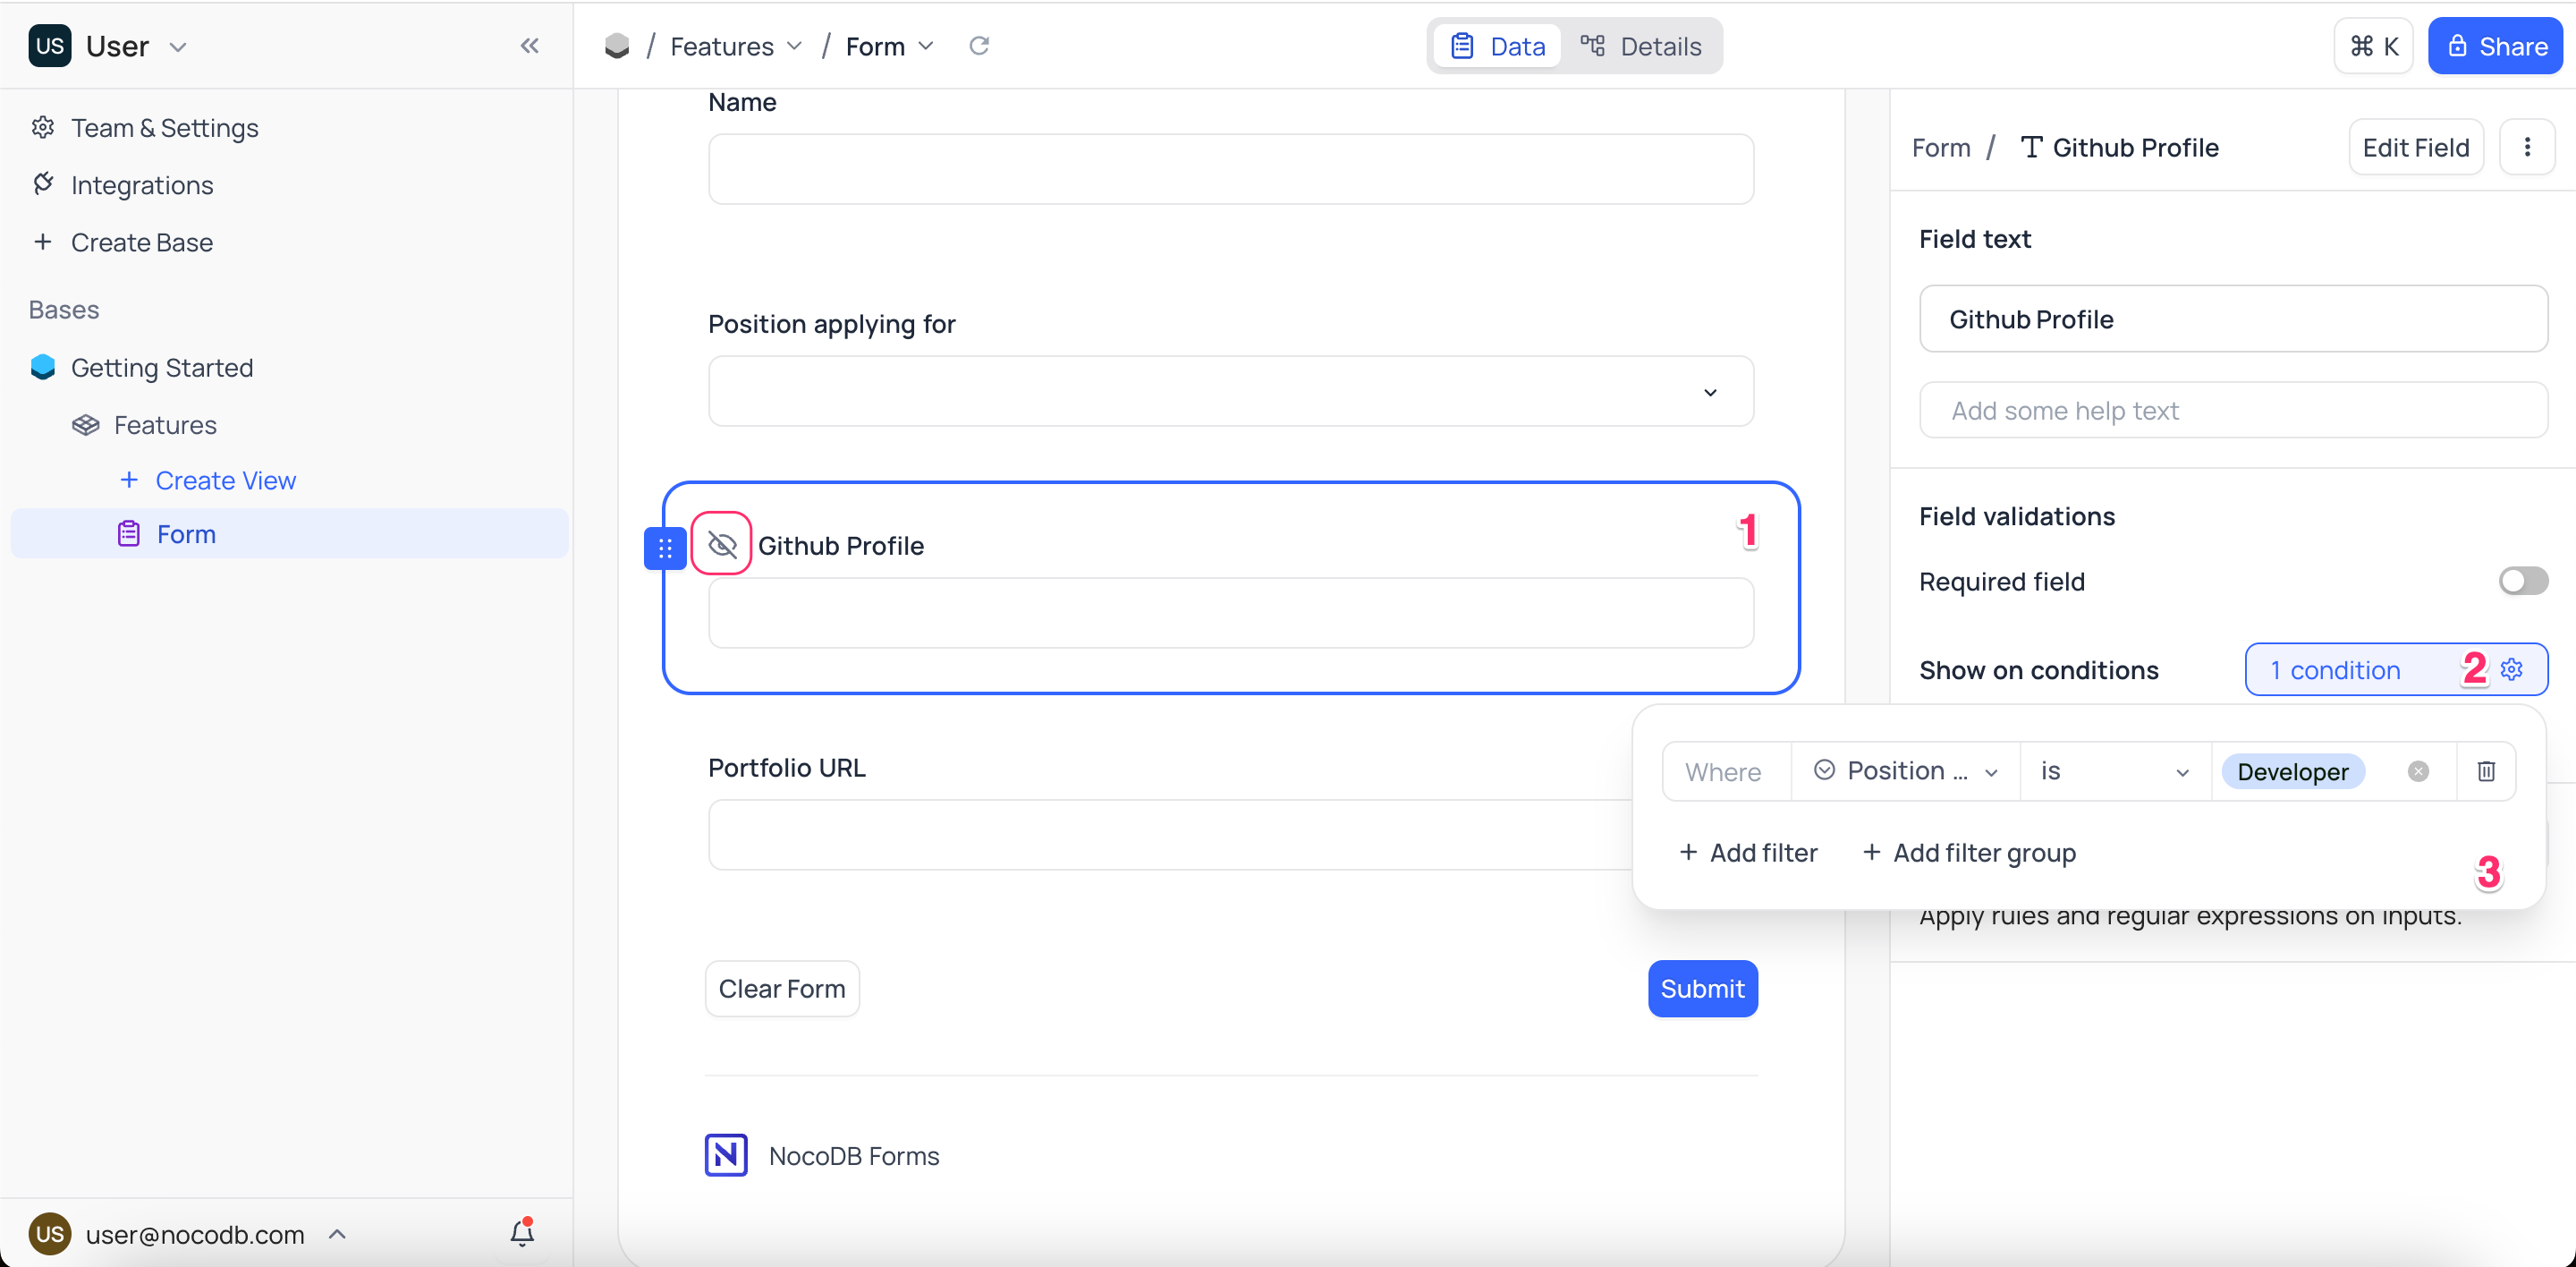 US User
Team & Settings
Integrations
Create Base
Bases
Getting Started
Features
Create View
Form
US user@nocodb.com
/ Features / Form
Data Details
⌘ K
Share
Name
Position applying for
Github Profile
1
Portfolio URL
Clear Form Submit
N NocoDB Forms
Form / Github Profile
Edit Field
Field text
Github Profile
Add some help text
Field validations
Required field
Show on conditions
1 condition 2
Where Position ... is Developer
+ Add filter + Add filter group
3
Apply rules and regular expressions on inputs.